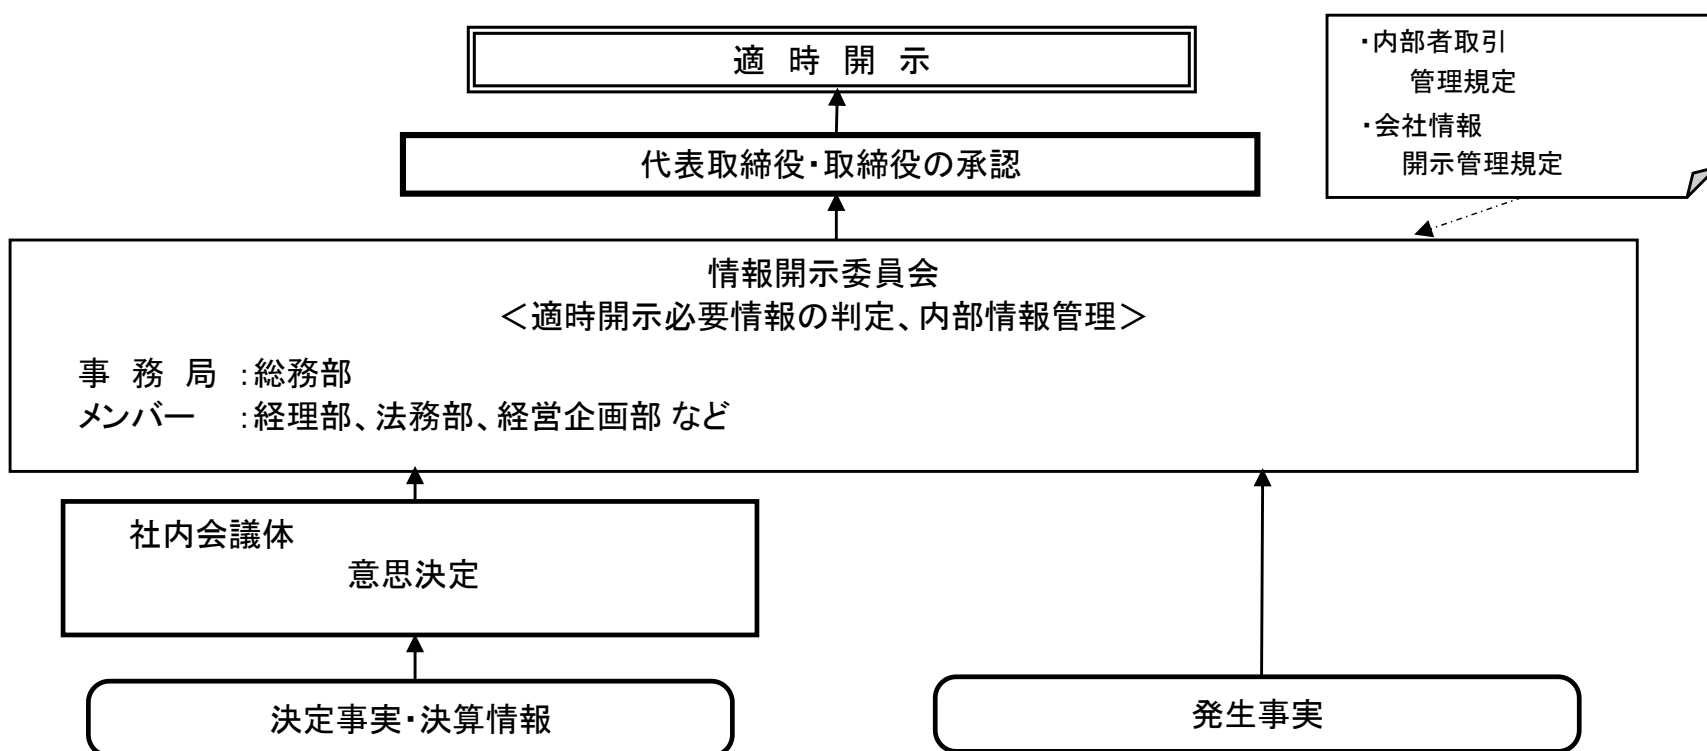 適 時 開 示
・内部者取引
管理規定
・会社情報
開示管理規定
代表取締役・取締役の承認
情報開示委員会
＜適時開示必要情報の判定、内部情報管理＞
事 務 局 ：総務部
メンバー ：経理部、法務部、経営企画部 など
社内会議体
意思決定
決定事実・決算情報
発生事実